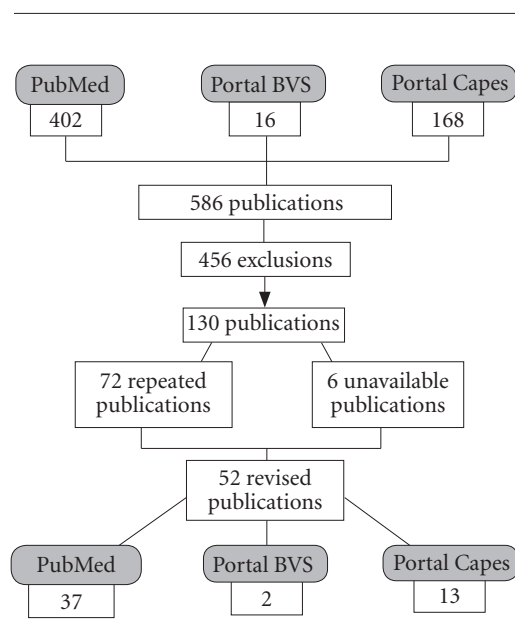 PubMed
402
Portal BVS
16
Portal Capes
168
586 publications
456 exclusions
130 publications
72 repeated
publications
6 unavailable
publications
52 revised
publications
PubMed
37
Portal BVS
2
Portal Capes
13